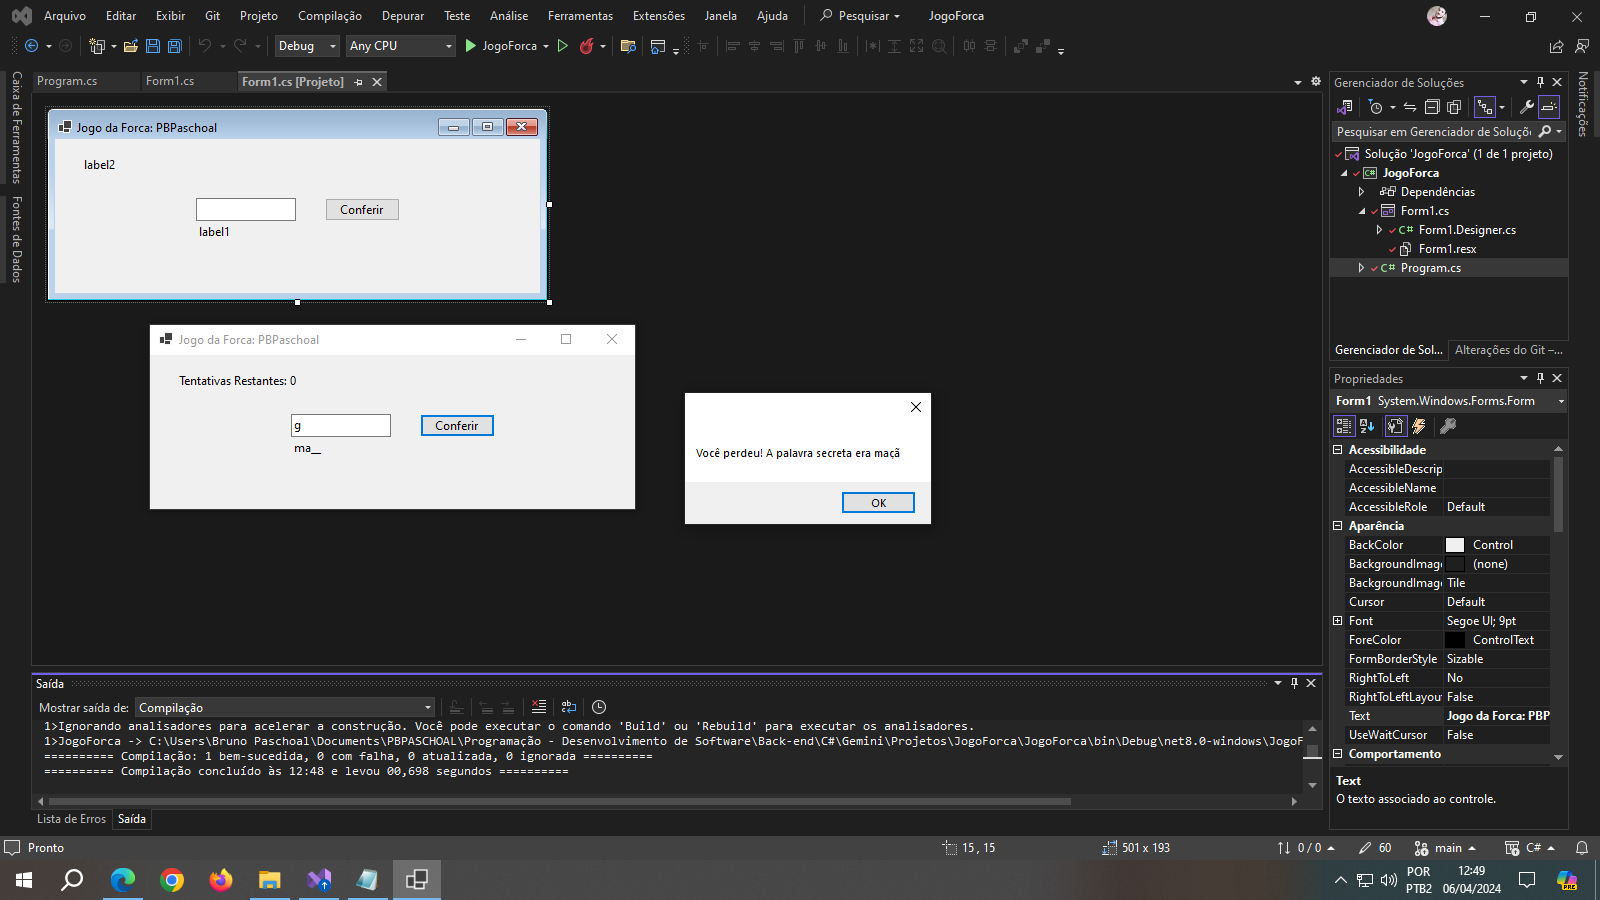 Arquivo Editar Exibir Git Projeto Compilação Depurar Teste Análise Ferramentas Extensões Janela Ajuda Pesquisar JogoForca
Debug Any CPU JogoForca
Caixa de Ferramentas
Fontes de Dados
Program.cs Form1.cs Form1.cs [Projeto]
Jogo da Forca: PBPaschoal
label2
Conferir
label1
Jogo da Forca: PBPaschoal
Tentativas Restantes: 0
g Conferir
ma__
Você perdeu! A palavra secreta era maçã
OK
Saída
Mostrar saída de: Compilação
1>Ignorando analisadores para acelerar a construção. Você pode executar o comando 'Build' ou 'Rebuild' para executar os analisadores.
1>JogoForca -> C:\Users\Bruno Paschoal\Documents\PBPASCHOAL\Programação - Desenvolvimento de Software\Back-end\C#\Gemini\Projetos\JogoForca\JogoForca\bin\Debug\net8.0-windows\JogoF
========== Compilação: 1 bem-sucedida, 0 com falha, 0 atualizada, 0 ignorada ==========
========== Compilação concluído às 12:48 e levou 00,698 segundos ==========
Lista de Erros Saída
Gerenciador de Soluções
Pesquisar em Gerenciador de Soluçõe
Solução 'JogoForca' (1 de 1 projeto)
C# JogoForca
Dependências
Form1.cs
C# Form1.Designer.cs
Form1.resx
C# Program.cs
Gerenciador de Sol... Alterações do Git –...
Notificações
Propriedades
Form1 System.Windows.Forms.Form
Acessibilidade
AccessibleDescrip
AccessibleName
AccessibleRole Default
Aparência
BackColor Control
BackgroundImag (none)
BackgroundImag Tile
Cursor Default
Font Segoe UI; 9pt
ForeColor ControlText
FormBorderStyle Sizable
RightToLeft No
RightToLeftLayou False
Text Jogo da Forca: PBP
UseWaitCursor False
Comportamento
Text
O texto associado ao controle.
Pronto 15 , 15 501 x 193 0 / 0 60 main C#
POR
PTB2
12:49
06/04/2024
PRE